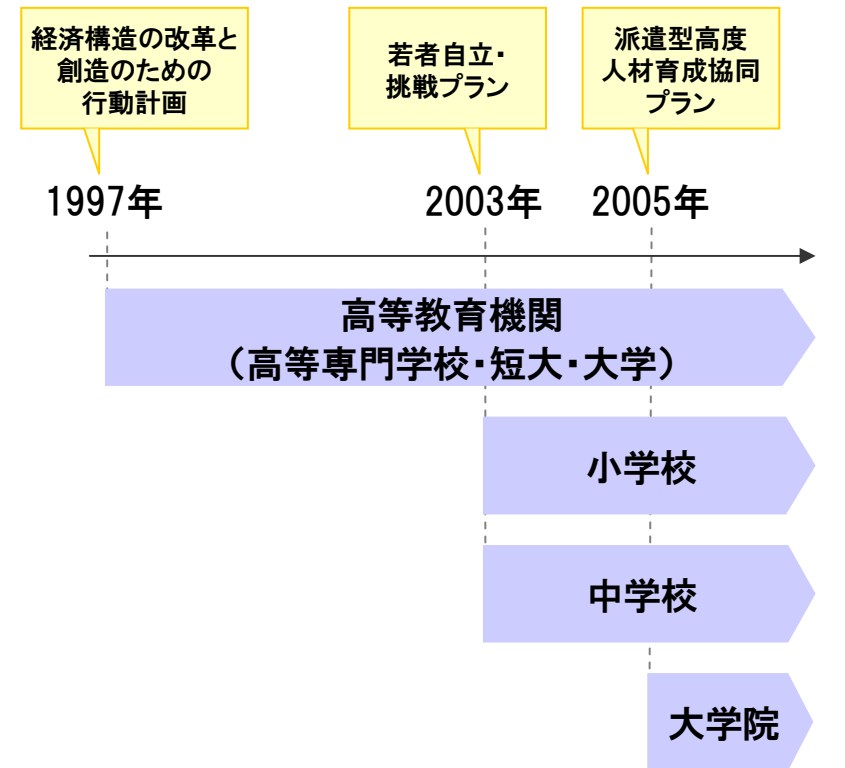 経済構造の改革と
創造のための
行動計画
若者自立・
挑戦プラン
派遣型高度
人材育成協同
プラン
1997年
2003年
2005年
高等教育機関
（高等専門学校・短大・大学）
小学校
中学校
大学院